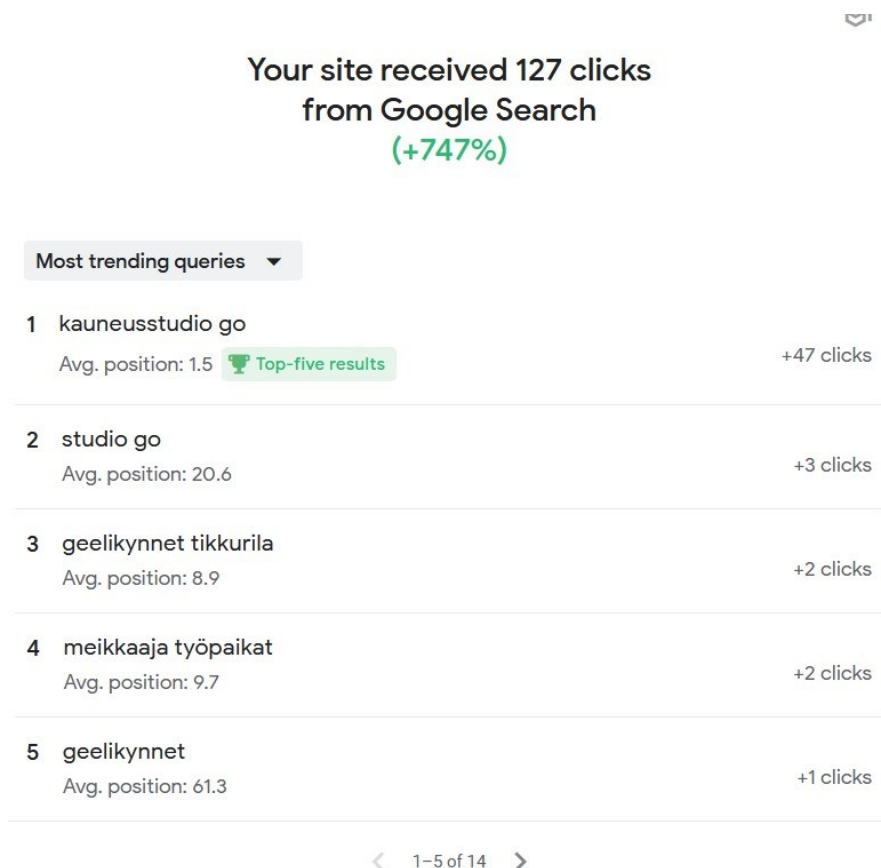 Your site received 127 clicks
from Google Search
(+747%)
Most trending queries
1 kauneusstudio go
Avg. position: 1.5 Top-five results
+47 clicks
2 studio go
Avg. position: 20.6
+3 clicks
3 geelikynnet tikkurila
Avg. position: 8.9
+2 clicks
4 meikkaaja työpaikat
Avg. position: 9.7
+2 clicks
5 geelikynnet
Avg. position: 61.3
+1 clicks
1–5 of 14